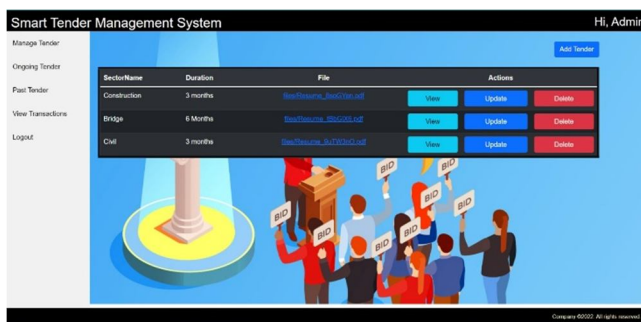 Smart Tender Management System
Hi, Admin
Manage Tender
Ongoing Tender
Past Tender
View Transactions
Logout
Add Tender
SectorName Duration File Actions
Construction 3 months View Update Delete
Bridge 6 Months View Update Delete
Civil 3 months View Update Delete
BID
BID
BID
BID
BID
BID
BID
Company ©2022. All rights reserved.